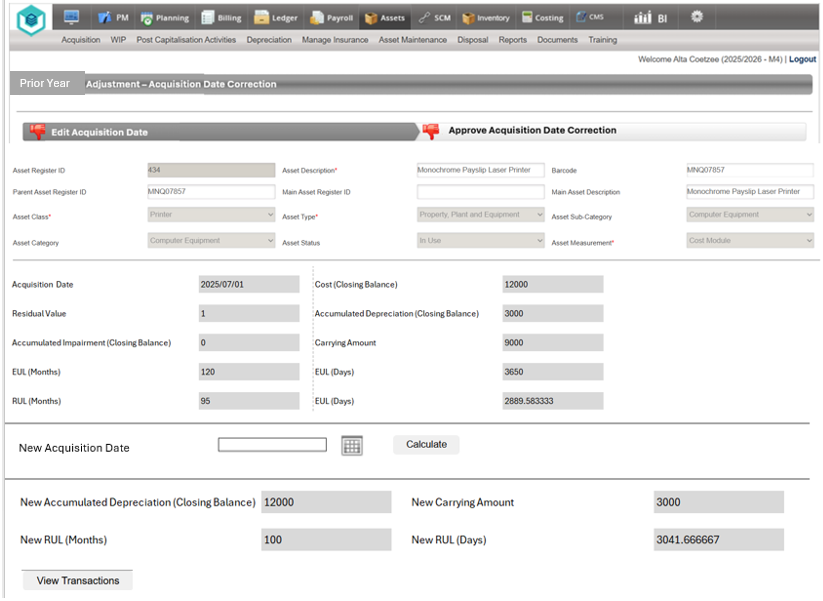 PM Planning Billing Ledger Payroll Assets SCM Inventory Costing CMS BI
Acquisition WIP Post Capitalisation Activities Depreciation Manage Insurance Asset Maintenance Disposal Reports Documents Training
Welcome Alta Coetzee (2025/2026 - M4) | Logout
Prior Year Adjustment – Acquisition Date Correction
Edit Acquisition Date Approve Acquisition Date Correction
Asset Register ID 434 Asset Description* Monochrome Payslip Laser Printer Barcode MNQ07857
Parent Asset Register ID MNQ07857 Main Asset Register ID Main Asset Description Monochrome Payslip Laser Printer
Asset Class* Printer Asset Type* Property, Plant and Equipment Asset Sub-Category Computer Equipment
Asset Category Computer Equipment Asset Status In Use Asset Measurement* Cost Module
Acquisition Date 2025/07/01 Cost (Closing Balance) 12000
Residual Value 1 Accumulated Depreciation (Closing Balance) 3000
Accumulated Impairment (Closing Balance) 0 Carrying Amount 9000
EUL (Months) 120 EUL (Days) 3650
RUL (Months) 95 EUL (Days) 2889.583333
New Acquisition Date Calculate
New Accumulated Depreciation (Closing Balance) 12000 New Carrying Amount 3000
New RUL (Months) 100 New RUL (Days) 3041.666667
View Transactions